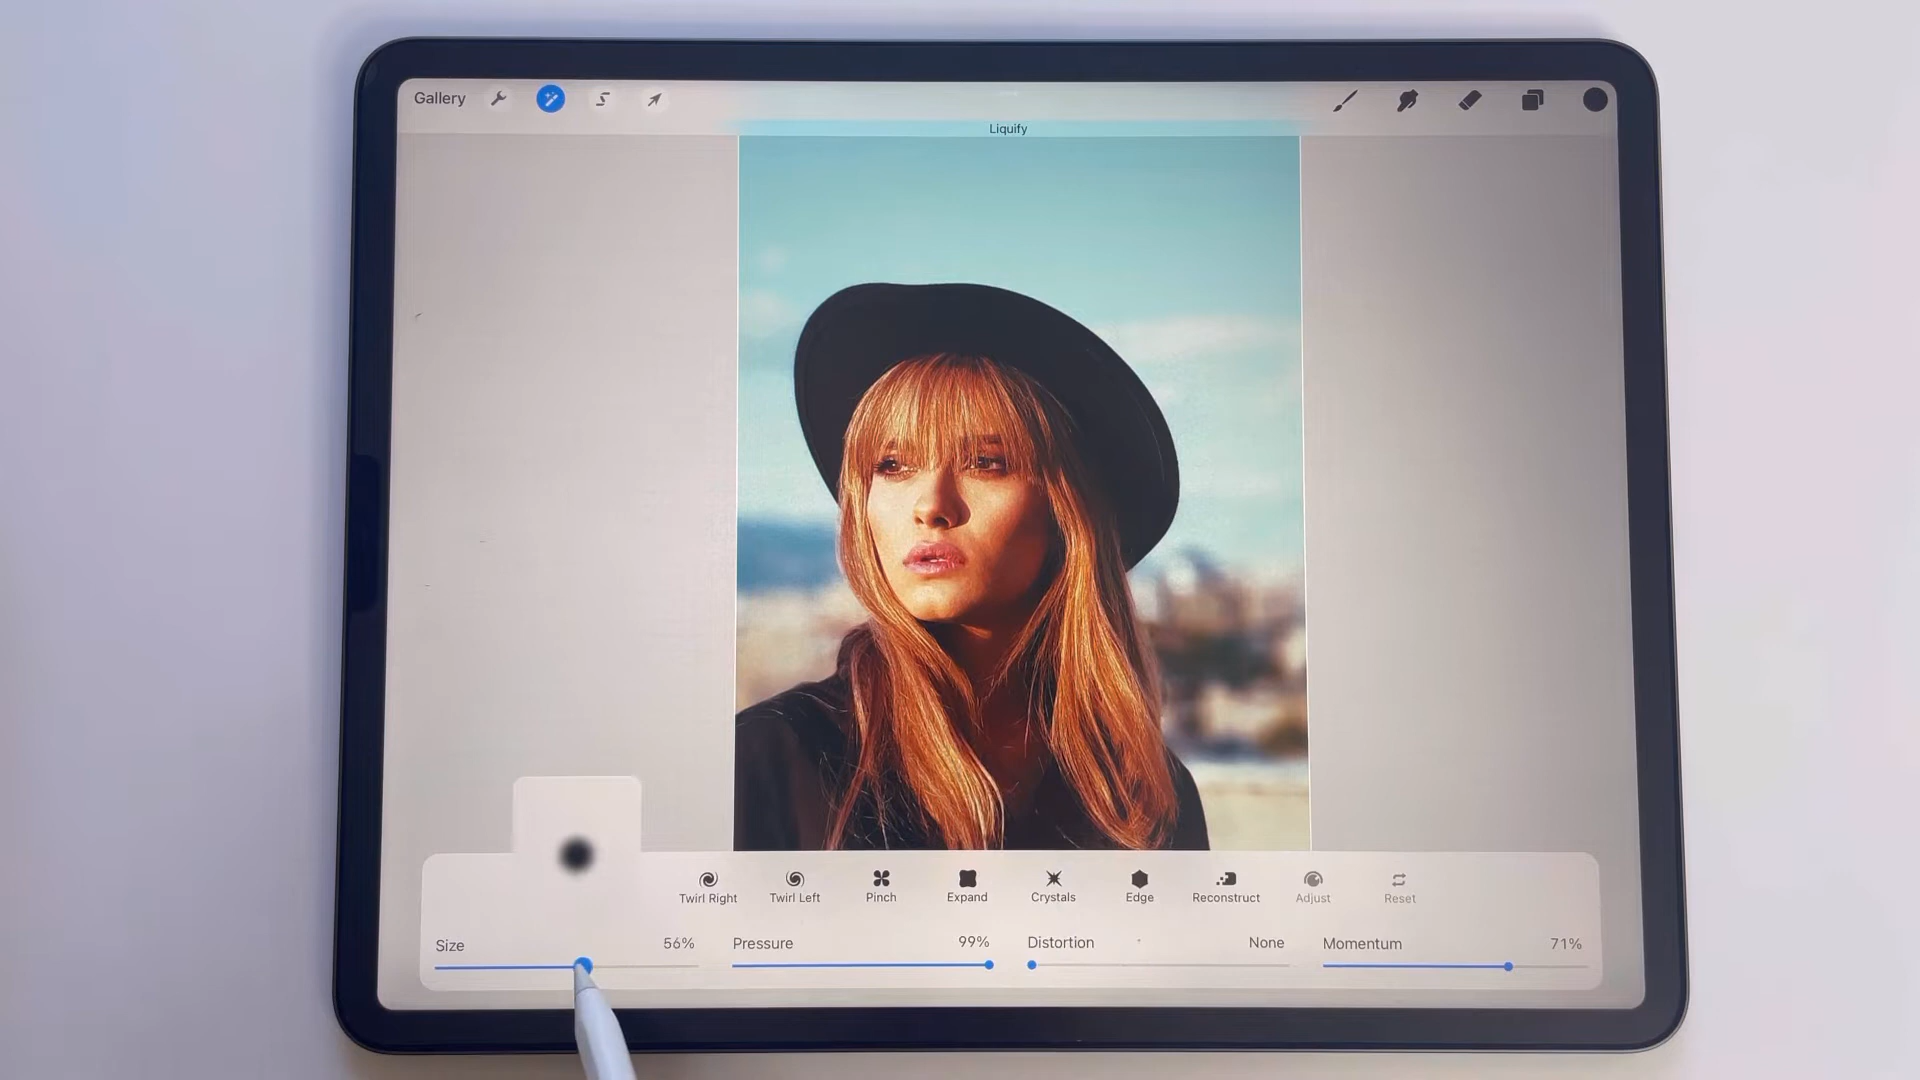 Gallery
Liquify
Twirl Right Twirl Left Pinch Expand Crystals Edge Reconstruct Adjust Reset
Size 56% Pressure 99% Distortion None Momentum 71%